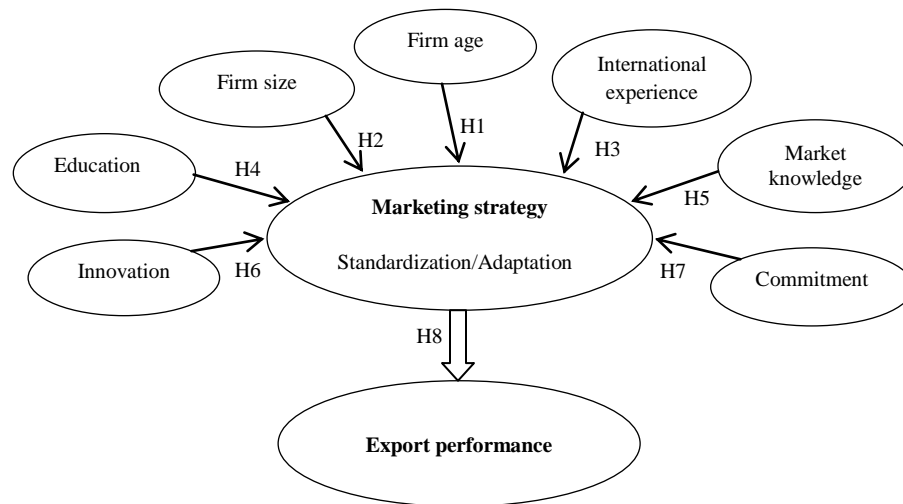 Firm age
Firm size
International
experience
H1
H2
H3
Education
H4
Market
knowledge
H5
Marketing strategy
Standardization/Adaptation
Innovation
H6
H7
Commitment
H8
Export performance